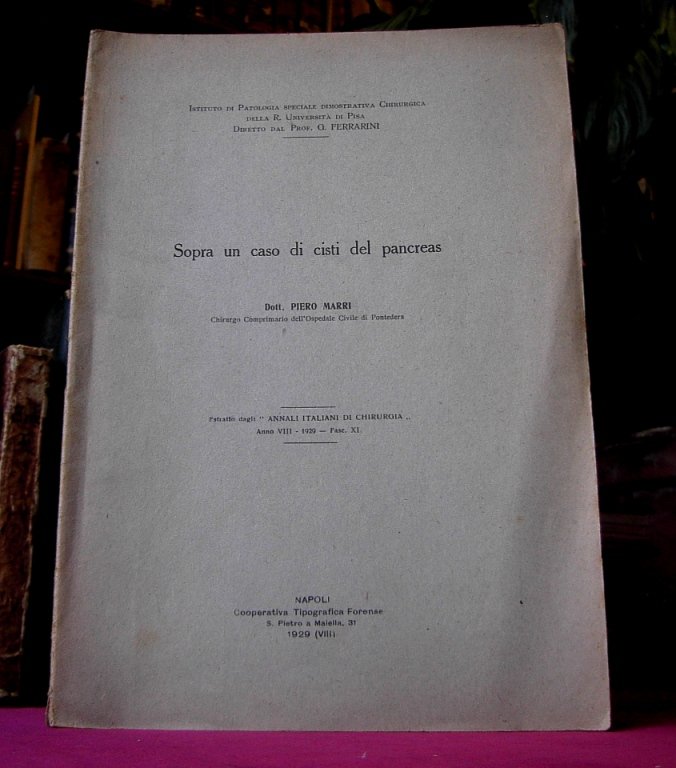 Istituto di Patologia speciale dimostrativa Chirurgica
della R. Università di Pisa
Diretto dal Prof. G. FERRARINI
Sopra un caso di cisti del pancreas
Dott. PIERO MARRI
Chirurgo Comprimario dell'Ospedale Civile di Pontedera
Estratto dagli " ANNALI ITALIANI DI CHIRURGIA „
Anno VIII - 1929 — Fasc. XI.
NAPOLI
Cooperativa Tipografica Forense
S. Pietro a Maiella, 31
1929 (VIII)